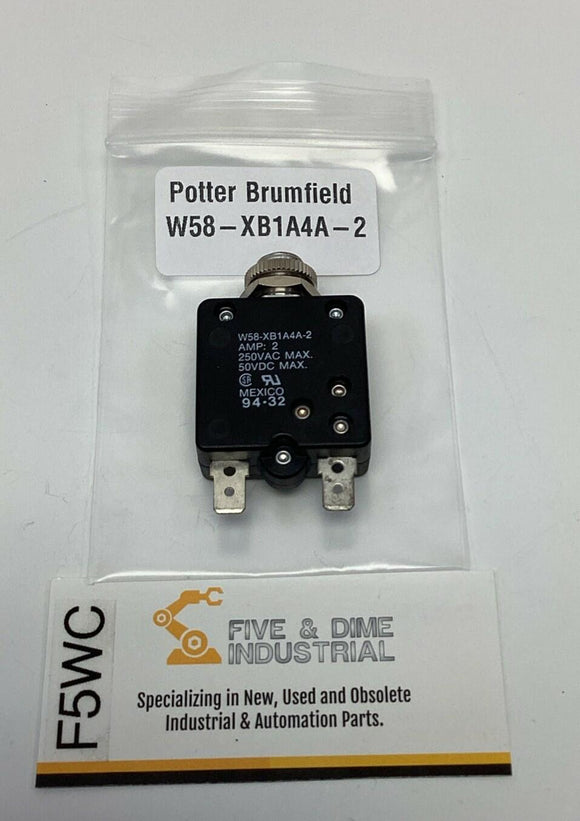 Potter Brumfield
W58-XB1A4A-2
W58-XB1A4A-2
AMP: 2
250VAC MAX.
50VDC MAX.
MEXICO
94·32
F5WC
FIVE & DIME
INDUSTRIAL
Specializing in New, Used and Obsolete
Industrial & Automation Parts.